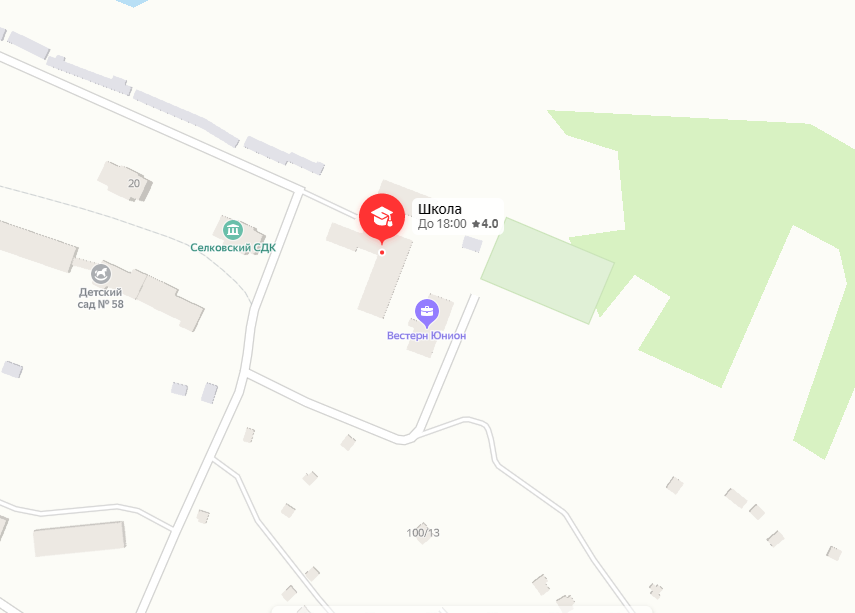 20
Школа
До 18:00 ★4.0
Селковский СДК
Детский
сад № 58
Вестерн Юнион
100/13